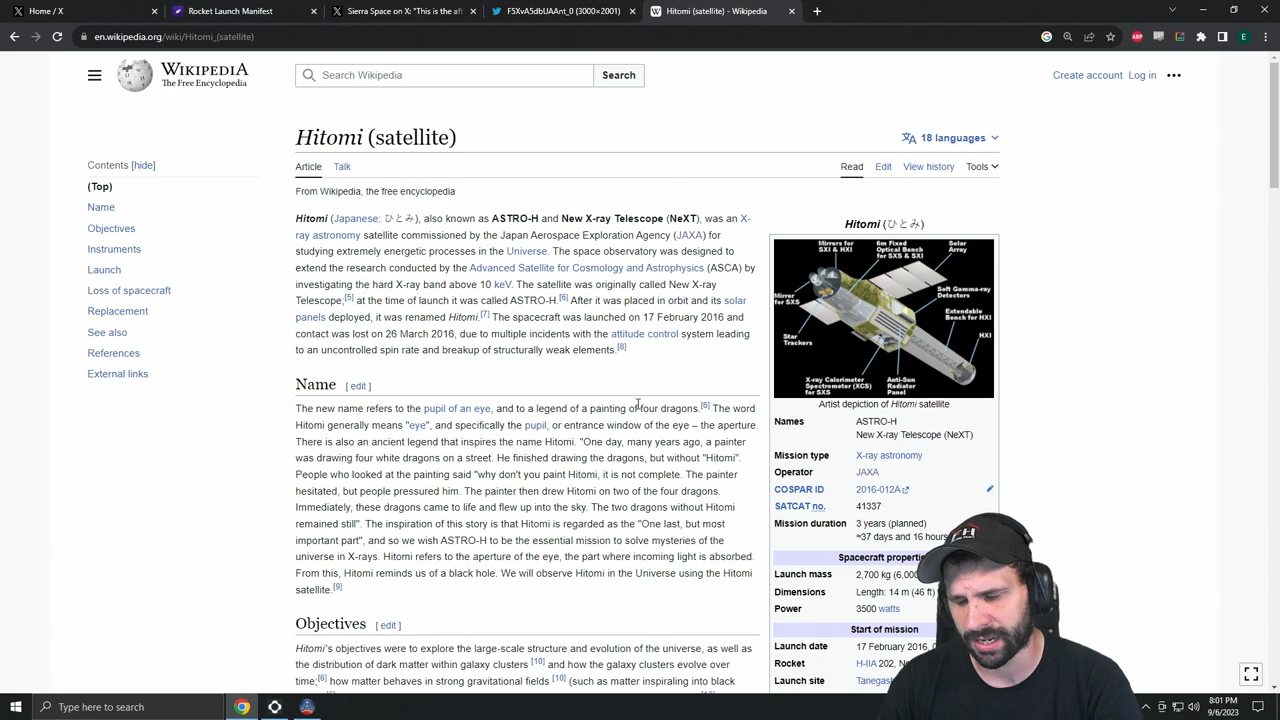 Home / X
Rocket Launch Manifest
Sierra Space on X: "This is the aft
F5XvA5dbUAAnt_0 (3000×2001)
Hitomi (satellite) - Wikipedia
en.wikipedia.org/wiki/Hitomi_(satellite)
WIKIPEDIA
The Free Encyclopedia
Search Wikipedia
Search
Create account Log in
Hitomi (satellite)
18 languages
Article Talk
Read Edit View history Tools
From Wikipedia, the free encyclopedia
Contents [hide]
(Top)
Name
Objectives
Instruments
Launch
Loss of spacecraft
Replacement
See also
References
External links
Hitomi (Japanese: ひとみ), also known as ASTRO-H and New X-ray Telescope (NeXT), was an X-
ray astronomy satellite commissioned by the Japan Aerospace Exploration Agency (JAXA) for
studying extremely energetic processes in the Universe. The space observatory was designed to
extend the research conducted by the Advanced Satellite for Cosmology and Astrophysics (ASCA) by
investigating the hard X-ray band above 10 keV. The satellite was originally called New X-ray
Telescope;[5] at the time of launch it was called ASTRO-H.[6] After it was placed in orbit and its solar
panels deployed, it was renamed Hitomi.[7] The spacecraft was launched on 17 February 2016 and
contact was lost on 26 March 2016, due to multiple incidents with the attitude control system leading
to an uncontrolled spin rate and breakup of structurally weak elements.[8]
Name [ edit ]
The new name refers to the pupil of an eye, and to a legend of a painting of four dragons.[6] The word
Hitomi generally means "eye", and specifically the pupil, or entrance window of the eye – the aperture.
There is also an ancient legend that inspires the name Hitomi. "One day, many years ago, a painter
was drawing four white dragons on a street. He finished drawing the dragons, but without "Hitomi".
People who looked at the painting said "why don't you paint Hitomi, it is not complete. The painter
hesitated, but people pressured him. The painter then drew Hitomi on two of the four dragons.
Immediately, these dragons came to life and flew up into the sky. The two dragons without Hitomi
remained still". The inspiration of this story is that Hitomi is regarded as the "One last, but most
important part", and so we wish ASTRO-H to be the essential mission to solve mysteries of the
universe in X-rays. Hitomi refers to the aperture of the eye, the part where incoming light is absorbed.
From this, Hitomi reminds us of a black hole. We will observe Hitomi in the Universe using the Hitomi
satellite.[9]
Objectives [ edit ]
Hitomi's objectives were to explore the large-scale structure and evolution of the universe, as well as
the distribution of dark matter within galaxy clusters [10] and how the galaxy clusters evolve over
time;[6] how matter behaves in strong gravitational fields [10] (such as matter inspiraling into black
Hitomi (ひとみ)
Mirrors for
SXI & HXI
6m Fixed
Optical Bench
for SXS & SXI
Solar
Array
Mirror
for SXS
Soft Gamma-ray
Detectors
Extendable
Bench for HXI
HXI
Star
Trackers
X-ray Calorimeter
Spectrometer (XCS)
for SXS
Anti-Sun
Radiator
Panel
Artist depiction of Hitomi satellite
Names ASTRO-H
New X-ray Telescope (NeXT)
Mission type X-ray astronomy
Operator JAXA
COSPAR ID 2016-012A
SATCAT no. 41337
Mission duration 3 years (planned)
≈37 days and 16 hours
Spacecraft
Launch mass 2,700 kg (6,000
Dimensions Length: 14 m (46 ft)
Power 3500 watts
Start of mission
Launch date 17 February 2016,
Rocket H-IIA 202,
Launch site
H
Type here to search
8:01 PM
9/6/2023